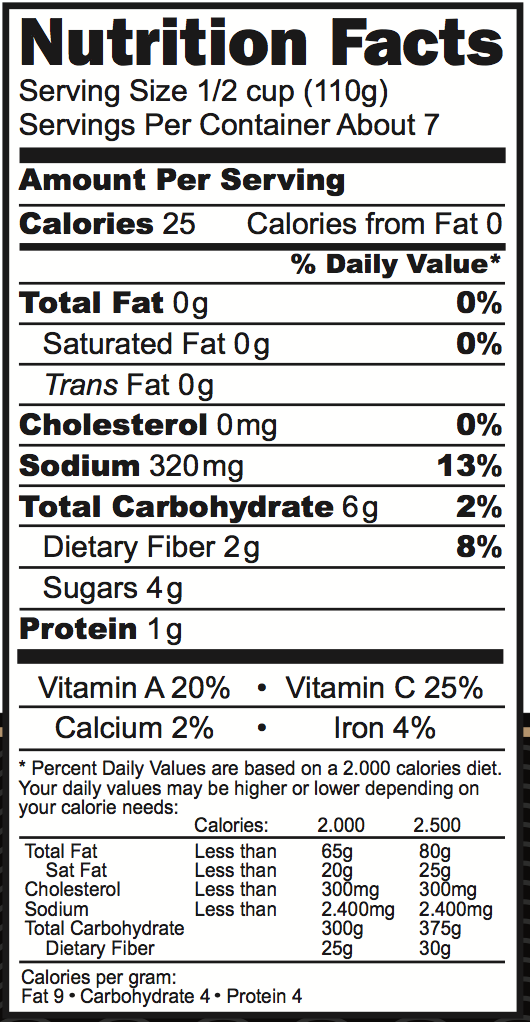 Nutrition Facts
Serving Size 1/2 cup (110g)
Servings Per Container About 7
Amount Per Serving
Calories 25 Calories from Fat 0
% Daily Value*
Total Fat 0g 0%
Saturated Fat 0g 0%
Trans Fat 0g
Cholesterol 0mg 0%
Sodium 320mg 13%
Total Carbohydrate 6g 2%
Dietary Fiber 2g 8%
Sugars 4g
Protein 1g
Vitamin A 20% • Vitamin C 25%
Calcium 2% • Iron 4%
* Percent Daily Values are based on a 2.000 calories diet.
Your daily values may be higher or lower depending on
your calorie needs:
Calories: 2.000 2.500
Total Fat Less than 65g 80g
Sat Fat Less than 20g 25g
Cholesterol Less than 300mg 300mg
Sodium Less than 2.400mg 2.400mg
Total Carbohydrate 300g 375g
Dietary Fiber 25g 30g
Calories per gram:
Fat 9 • Carbohydrate 4 • Protein 4